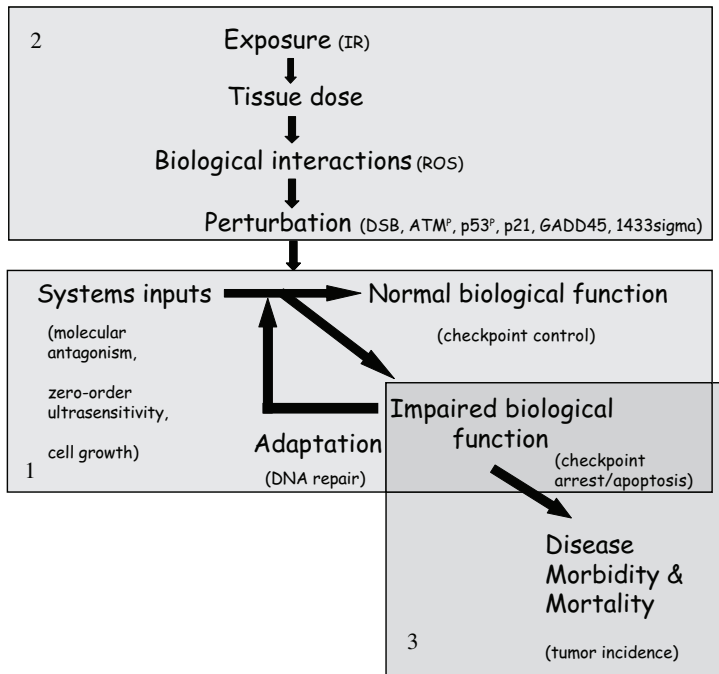 2
Exposure (IR)
Tissue dose
Biological interactions (ROS)
Perturbation (DSB, ATMᴾ, p53ᴾ, p21, GADD45, 1433sigma)
Systems inputs
Normal biological function
(molecular
antagonism,
zero-order
ultrasensitivity,
cell growth)
(checkpoint control)
Impaired biological
function
Adaptation
(DNA repair)
(checkpoint
arrest/apoptosis)
1
Disease
Morbidity &
Mortality
3
(tumor incidence)